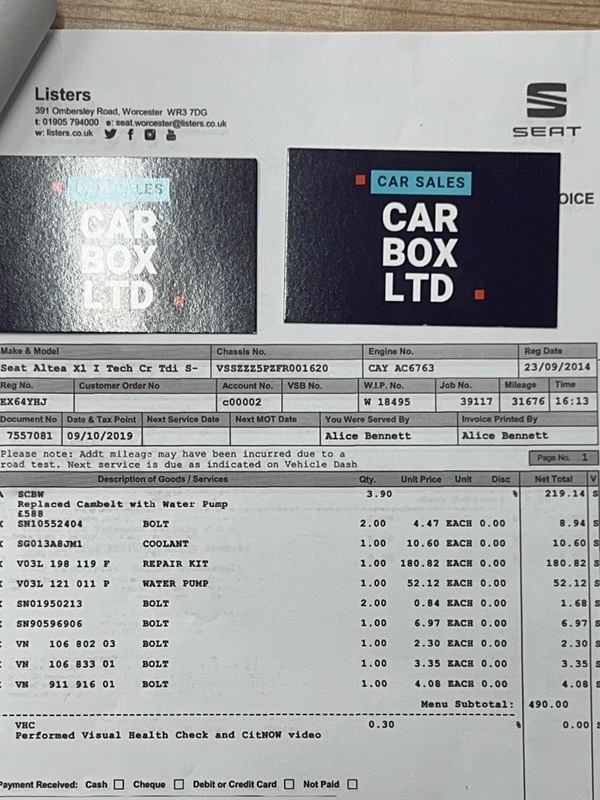 Listers
391 Ombersley Road, Worcester WR3 7DG
t: 01905 794000 e: seat.worcester@listers.co.uk
w: listers.co.uk
SEAT
OICE
CAR SALES
CAR
BOX
LTD
CAR SALES
CAR
BOX
LTD
Make & Model Chassis No. Engine No. Reg Date
Seat Altea Xl I Tech Cr Tdi S- VSSZZZ5PZFR001620 CAY AC6763 23/09/2014
Reg No. Customer Order No Account No. VSB No. W.I.P. No. Job No. Mileage Time
EX64YHJ c00002 W 18495 39117 31676 16:13
Document No Date & Tax Point Next Service Date Next MOT Date You Were Served By Invoice Printed By
7557081 09/10/2019 Alice Bennett Alice Bennett
Please note: Addt mileage may have been incurred due to a
road test. Next service is due as indicated on Vehicle Dash
Page No. 1
Description of Goods / Services Qty. Unit Price Unit Disc Net Total V
SCBW 3.90 % 219.14 S
Replaced Cambelt with Water Pump
£588
SN10552404 BOLT 2.00 4.47 EACH 0.00 8.94 S
SG013A8JM1 COOLANT 1.00 10.60 EACH 0.00 10.60 S
V03L 198 119 F REPAIR KIT 1.00 180.82 EACH 0.00 180.82 S
V03L 121 011 P WATER PUMP 1.00 52.12 EACH 0.00 52.12 S
SN01950213 BOLT 2.00 0.84 EACH 0.00 1.68 S
SN90596906 BOLT 1.00 6.97 EACH 0.00 6.97 S
VN 106 802 03 BOLT 1.00 2.30 EACH 0.00 2.30 S
VN 106 833 01 BOLT 1.00 3.35 EACH 0.00 3.35 S
VN 911 916 01 BOLT 1.00 4.08 EACH 0.00 4.08 S
Menu Subtotal: 490.00
VHC 0.30 % 0.00 S
Performed Visual Health Check and CitNOW video
Payment Received: Cash Cheque Debit or Credit Card Not Paid